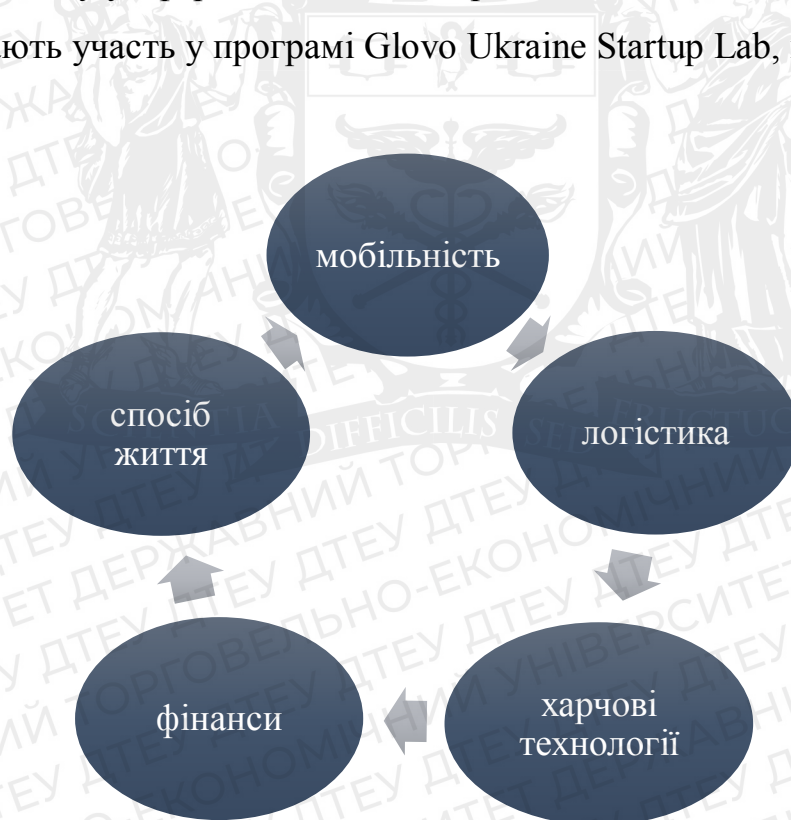 ють участь у програмі Glovo Ukraine Startup Lab,
мобільність
спосіб
життя
логістика
фінанси
харчові
технології